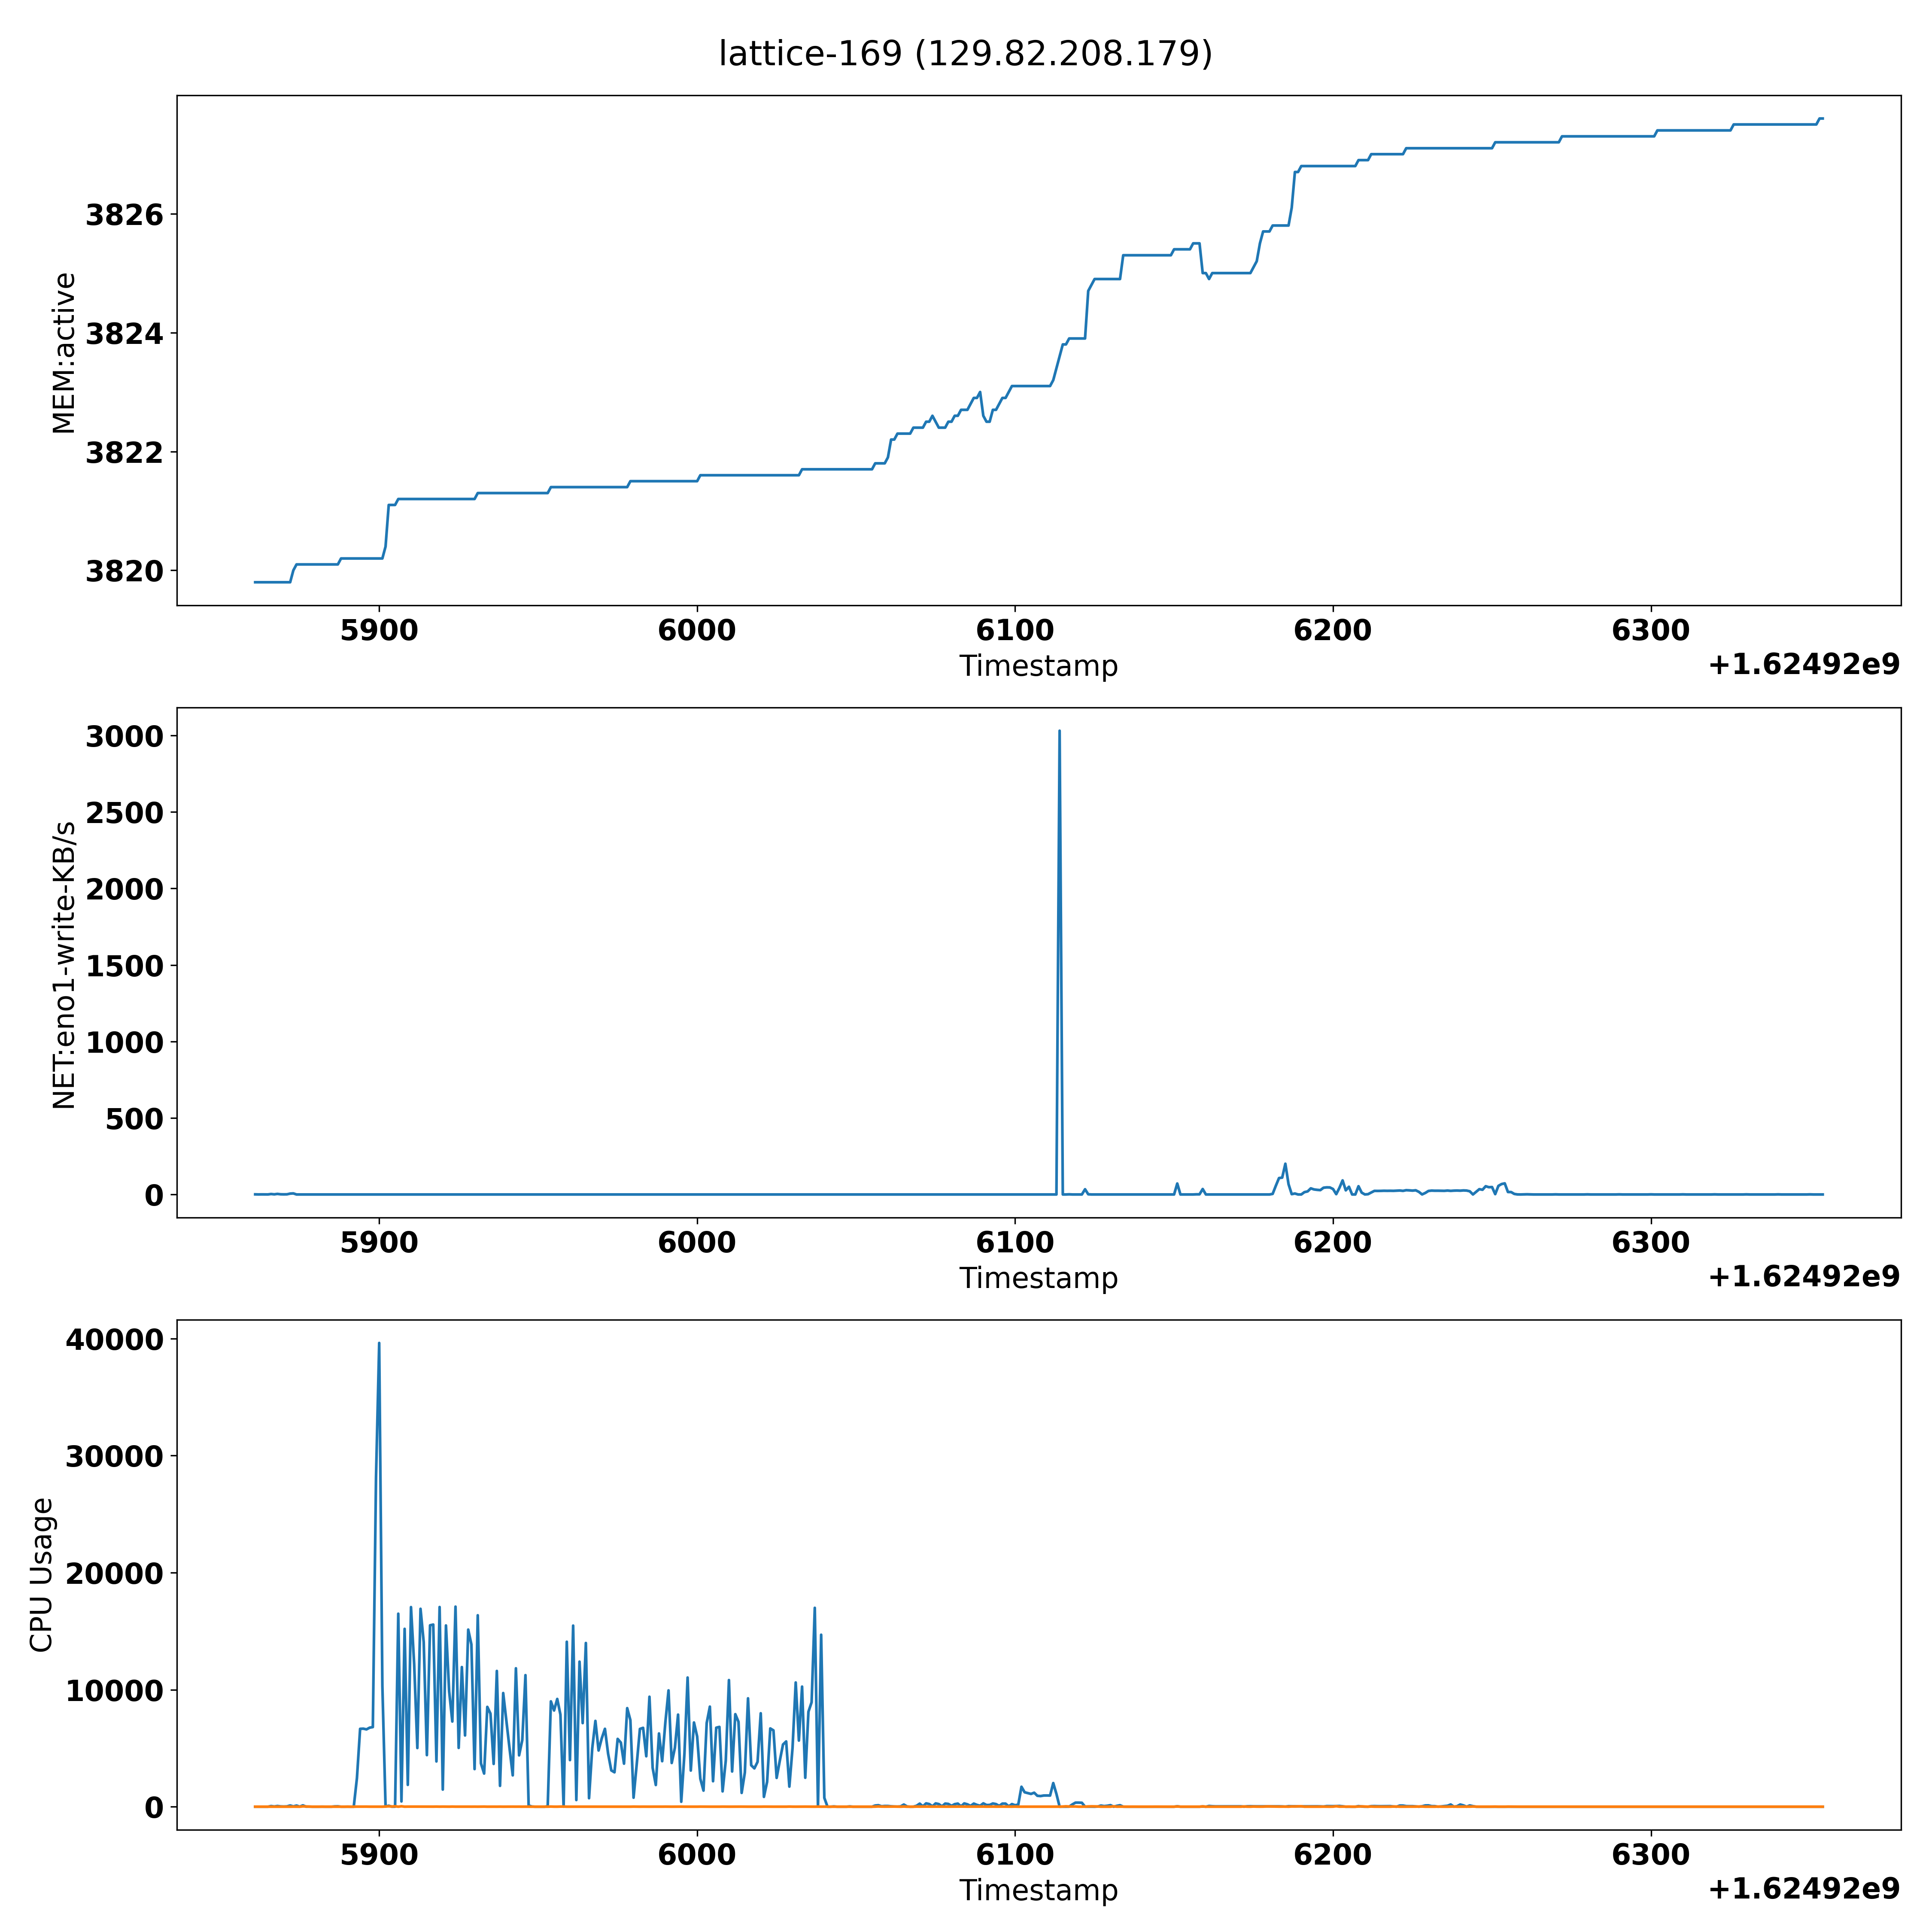 lattice-169 (129.82.208.179)
3826
3824
3822
3820
MEM:active
5900 6000 6100 6200 6300
Timestamp
+1.62492e9
3000
2500
2000
1500
1000
500
0
NET:eno1-write-KB/s
5900 6000 6100 6200 6300
Timestamp
+1.62492e9
40000
30000
20000
10000
0
CPU Usage
5900 6000 6100 6200 6300
Timestamp
+1.62492e9